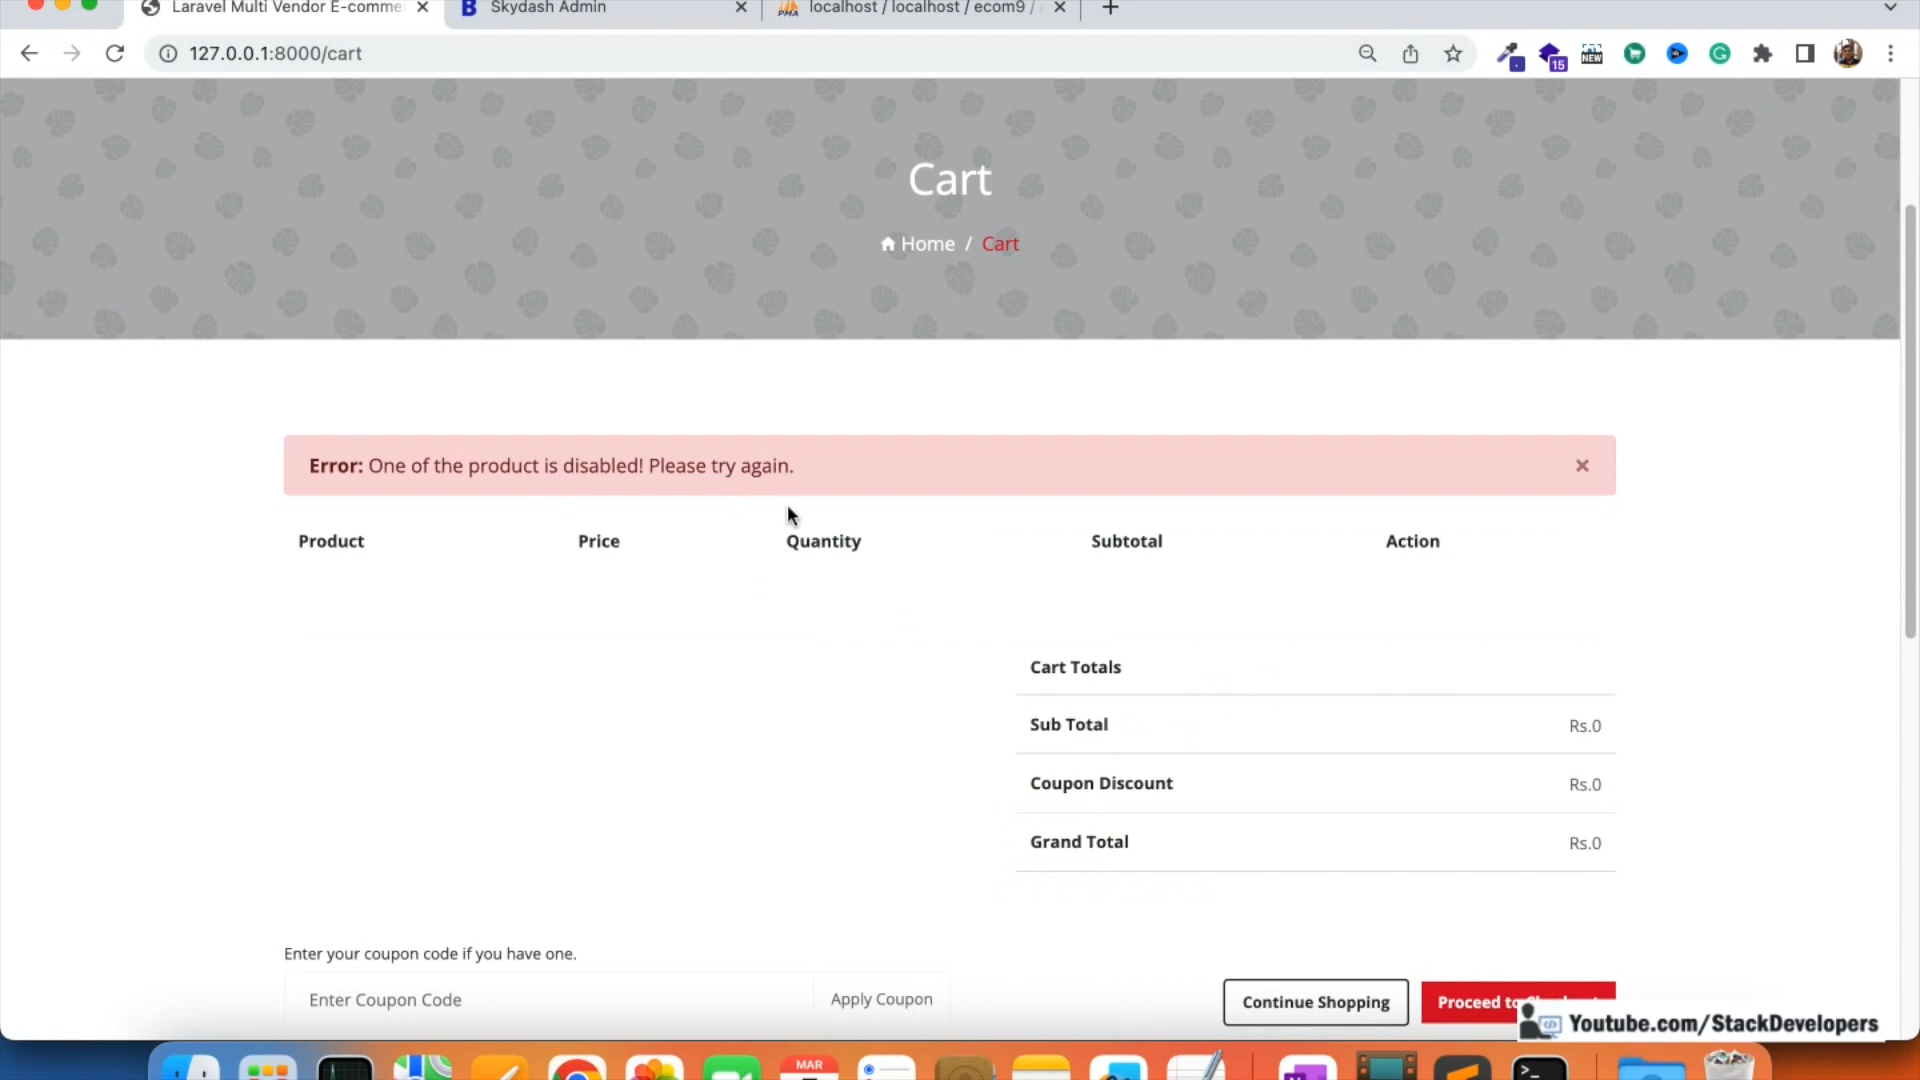 Laravel Multi Vendor E-comme
Skydash Admin
localhost / localhost / ecom9 /
127.0.0.1:8000/cart
15
NEW
Cart
Home / Cart
Error: One of the product is disabled! Please try again.
Product Price Quantity Subtotal Action
Cart Totals
Sub Total Rs.0
Coupon Discount Rs.0
Grand Total Rs.0
Enter your coupon code if you have one.
Enter Coupon Code Apply Coupon
Continue Shopping Proceed to
Youtube.com/StackDevelopers
MAR